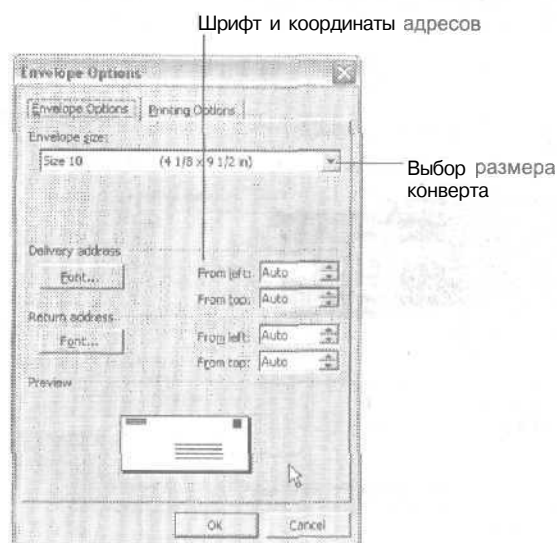 Шрифт и координаты адресов
Envelope Options
Envelope Options Printing Options
Envelope size:
Size 10 (4 1/8 x 9 1/2 in)
Выбор размера
конверта
Delivery address
Font... From left: Auto
From top: Auto
Return address
Font... From left: Auto
From top: Auto
Preview
OK Cancel